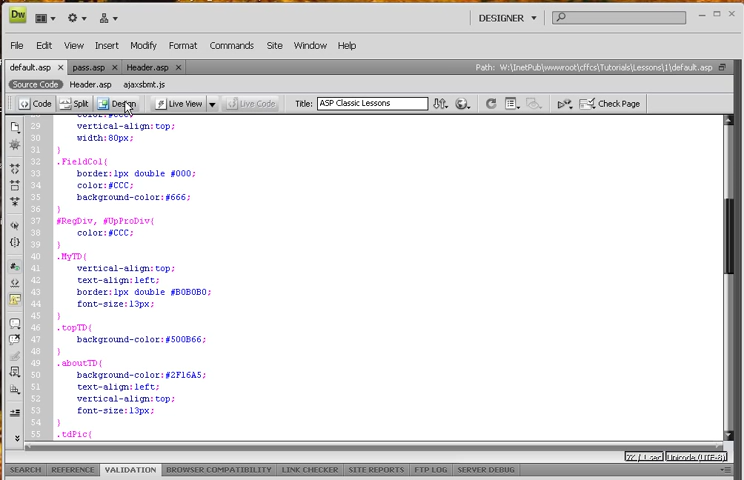 Dw DESIGNER
File Edit View Insert Modify Format Commands Site Window Help
default.asp pass.asp Header.asp Path: W:\InetPub\wwwroot\cffcs\Tutorials\Lessons\1\default.asp
Source Code Header.asp ajaxsbmt.js
Code Split Design Live View Live Code Title: ASP Classic Lessons Check Page
29 vertical-align:top;
30 width:80px;
31 }
32 .FieldCol{
33 border:1px double #000;
34 color:#CCC;
35 background-color:#666;
36 }
37 #RegDiv, #UpProDiv{
38 color:#CCC;
39 }
40 .MyTD{
41 vertical-align:top;
42 text-align:left;
43 border:1px double #B0B0B0;
44 font-size:13px;
45 }
46 .topTD{
47 background-color:#500B66;
48 }
49 .aboutTD{
50 background-color:#2F16A5;
51 text-align:left;
52 vertical-align:top;
53 font-size:13px;
54 }
55 .tdPic{
Unicode (UTF-8)
SEARCH REFERENCE VALIDATION BROWSER COMPATIBILITY LINK CHECKER SITE REPORTS FTP LOG SERVER DEBUG